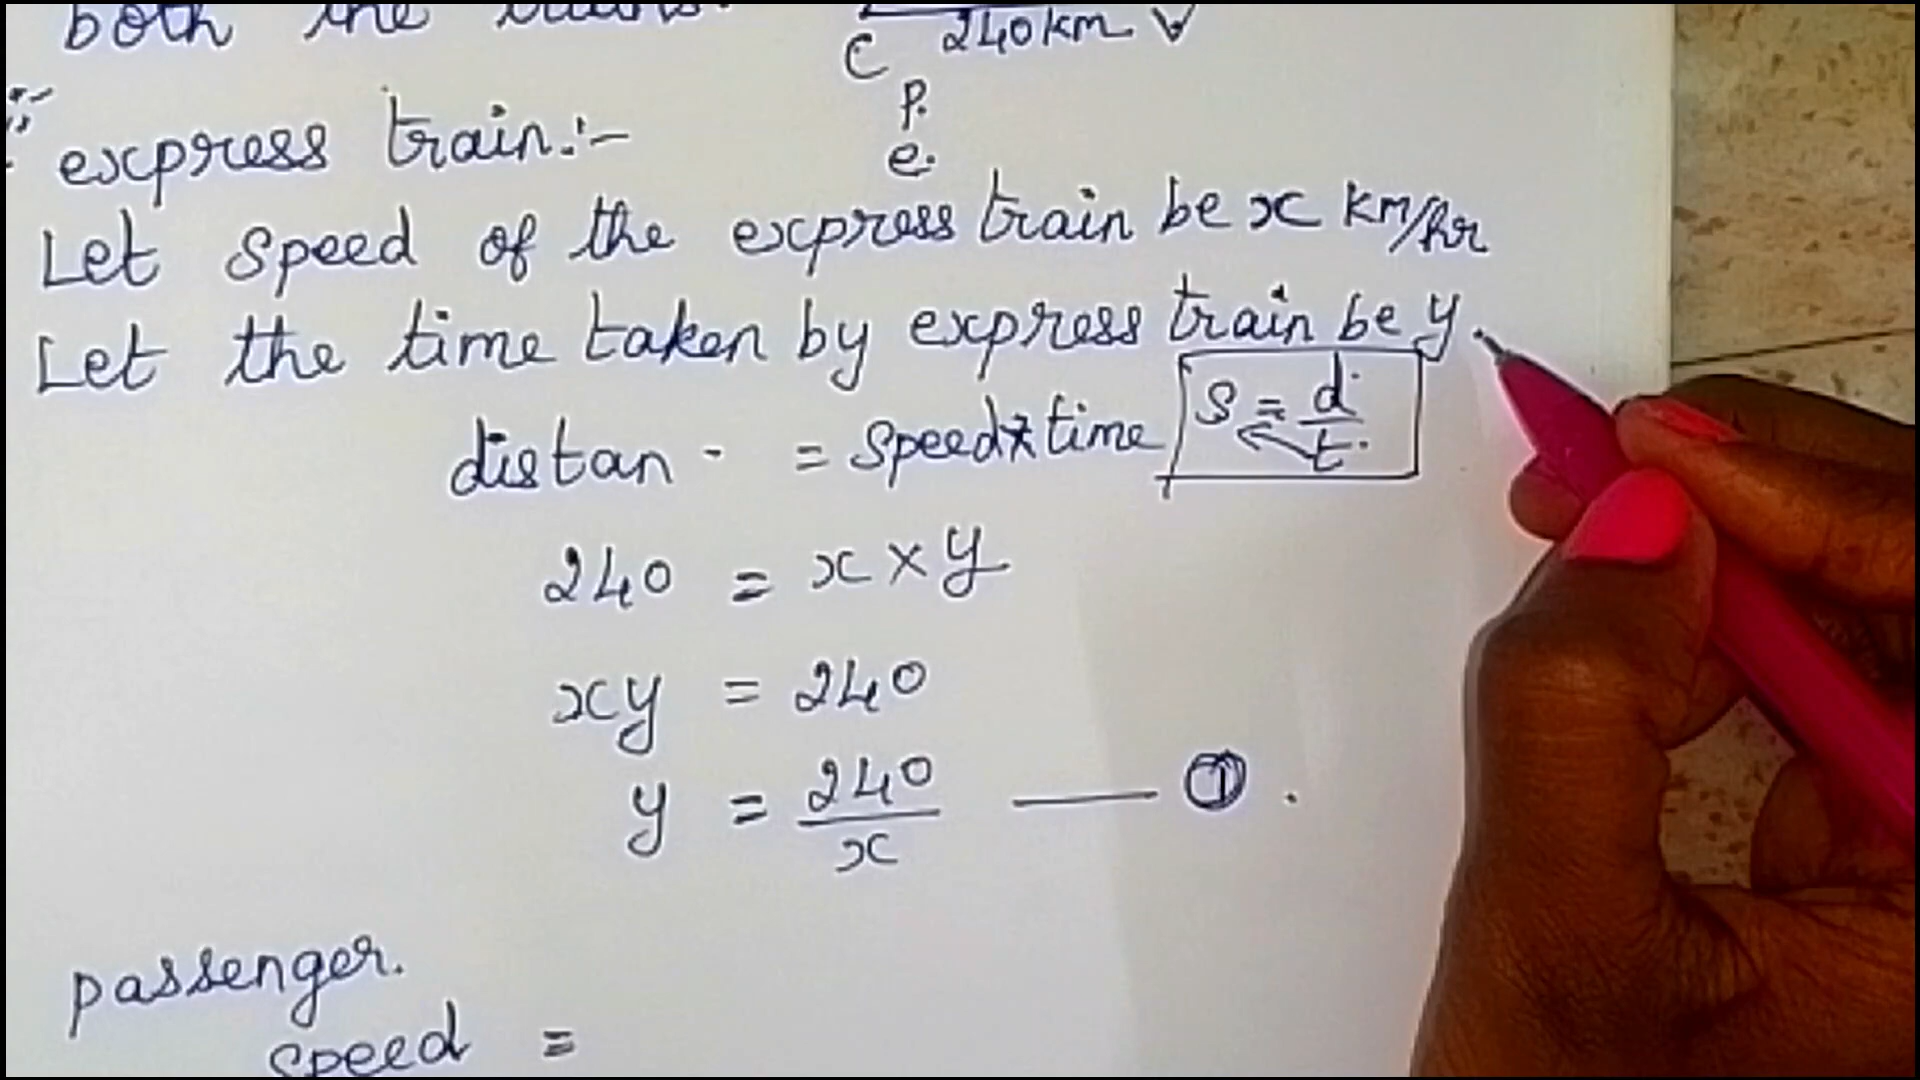 both the trains.
240km V
C
p.
e.
express train:-
Let speed of the express train be x km/hr
Let the time taken by express train be y.
distan = speed × time
S = d/t.
240 = x × y
xy = 240
y = 240/x —— ①.
passenger.
speed =